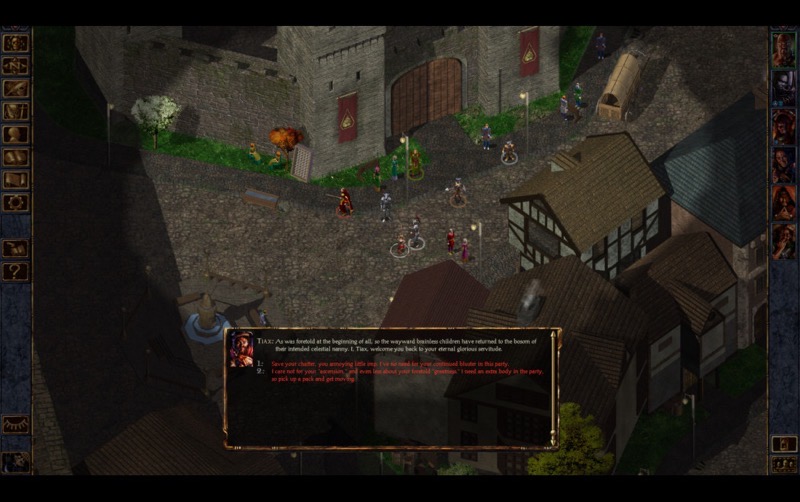 TIAX: As was foretold at the beginning of all, so the wayward brainless children have returned to the bosom of
their intended celestial nanny. I, Tiax, welcome you back to your eternal glorious servitude.
1: Save your chatter, you annoying little imp. I've no need for your continued bluster in this party.
2: I care not for your "ascension," and even less about your foretold "greatness." I need an extra body in the party,
so pick up a pack and get moving.